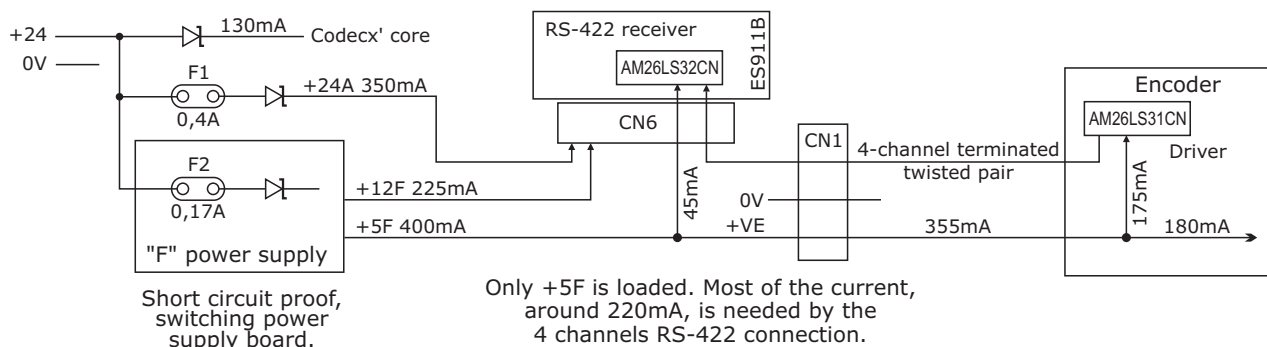 +24
130mA
Codecx' core
0V
F1
+24A 350mA
0,4A
RS-422 receiver
AM26LS32CN
ES911B
CN6
F2
0,17A
"F" power supply
+12F 225mA
+5F 400mA
45mA
CN1
0V
+VE
4-channel terminated
twisted pair
355mA
Encoder
AM26LS31CN
Driver
175mA
180mA
Short circuit proof,
switching power
supply board.
Only +5F is loaded. Most of the current,
around 220mA, is needed by the
4 channels RS-422 connection.